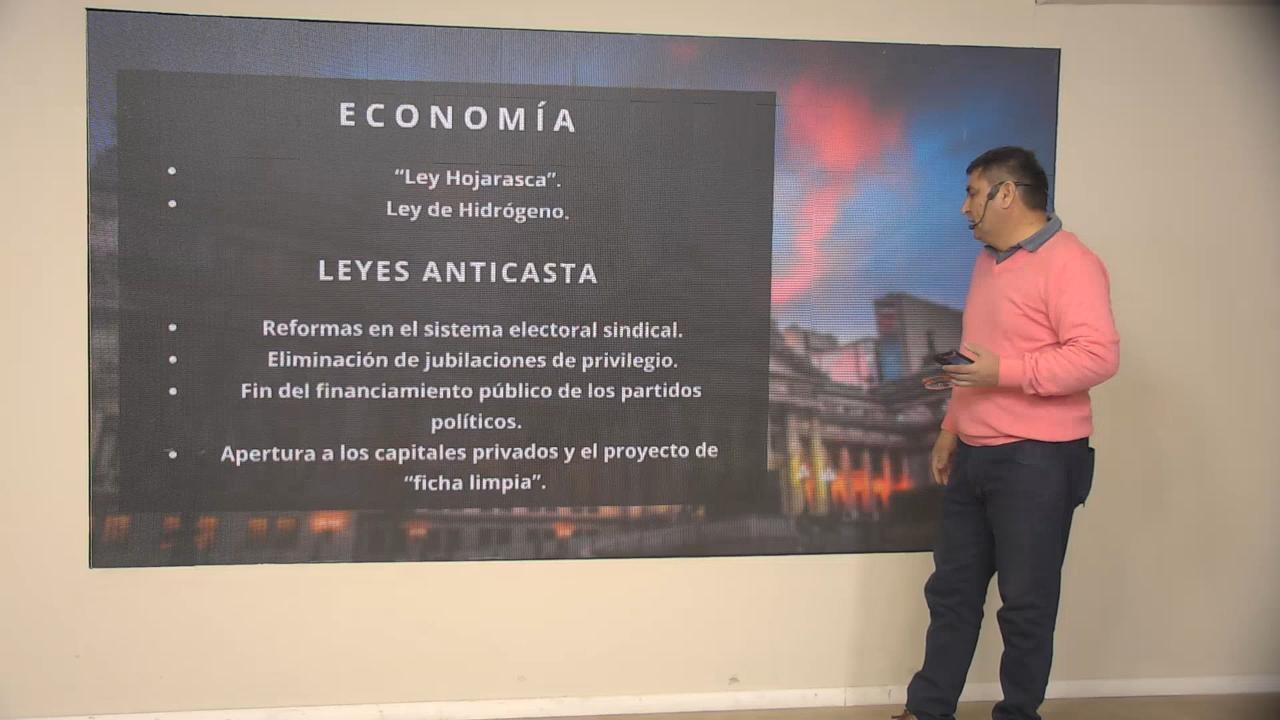 ECONOMÍA
• “Ley Hojarasca”.
• Ley de Hidrógeno.
LEYES ANTICASTA
• Reformas en el sistema electoral sindical.
• Eliminación de jubilaciones de privilegio.
• Fin del financiamiento público de los partidos
políticos.
• Apertura a los capitales privados y el proyecto de
“ficha limpia”.